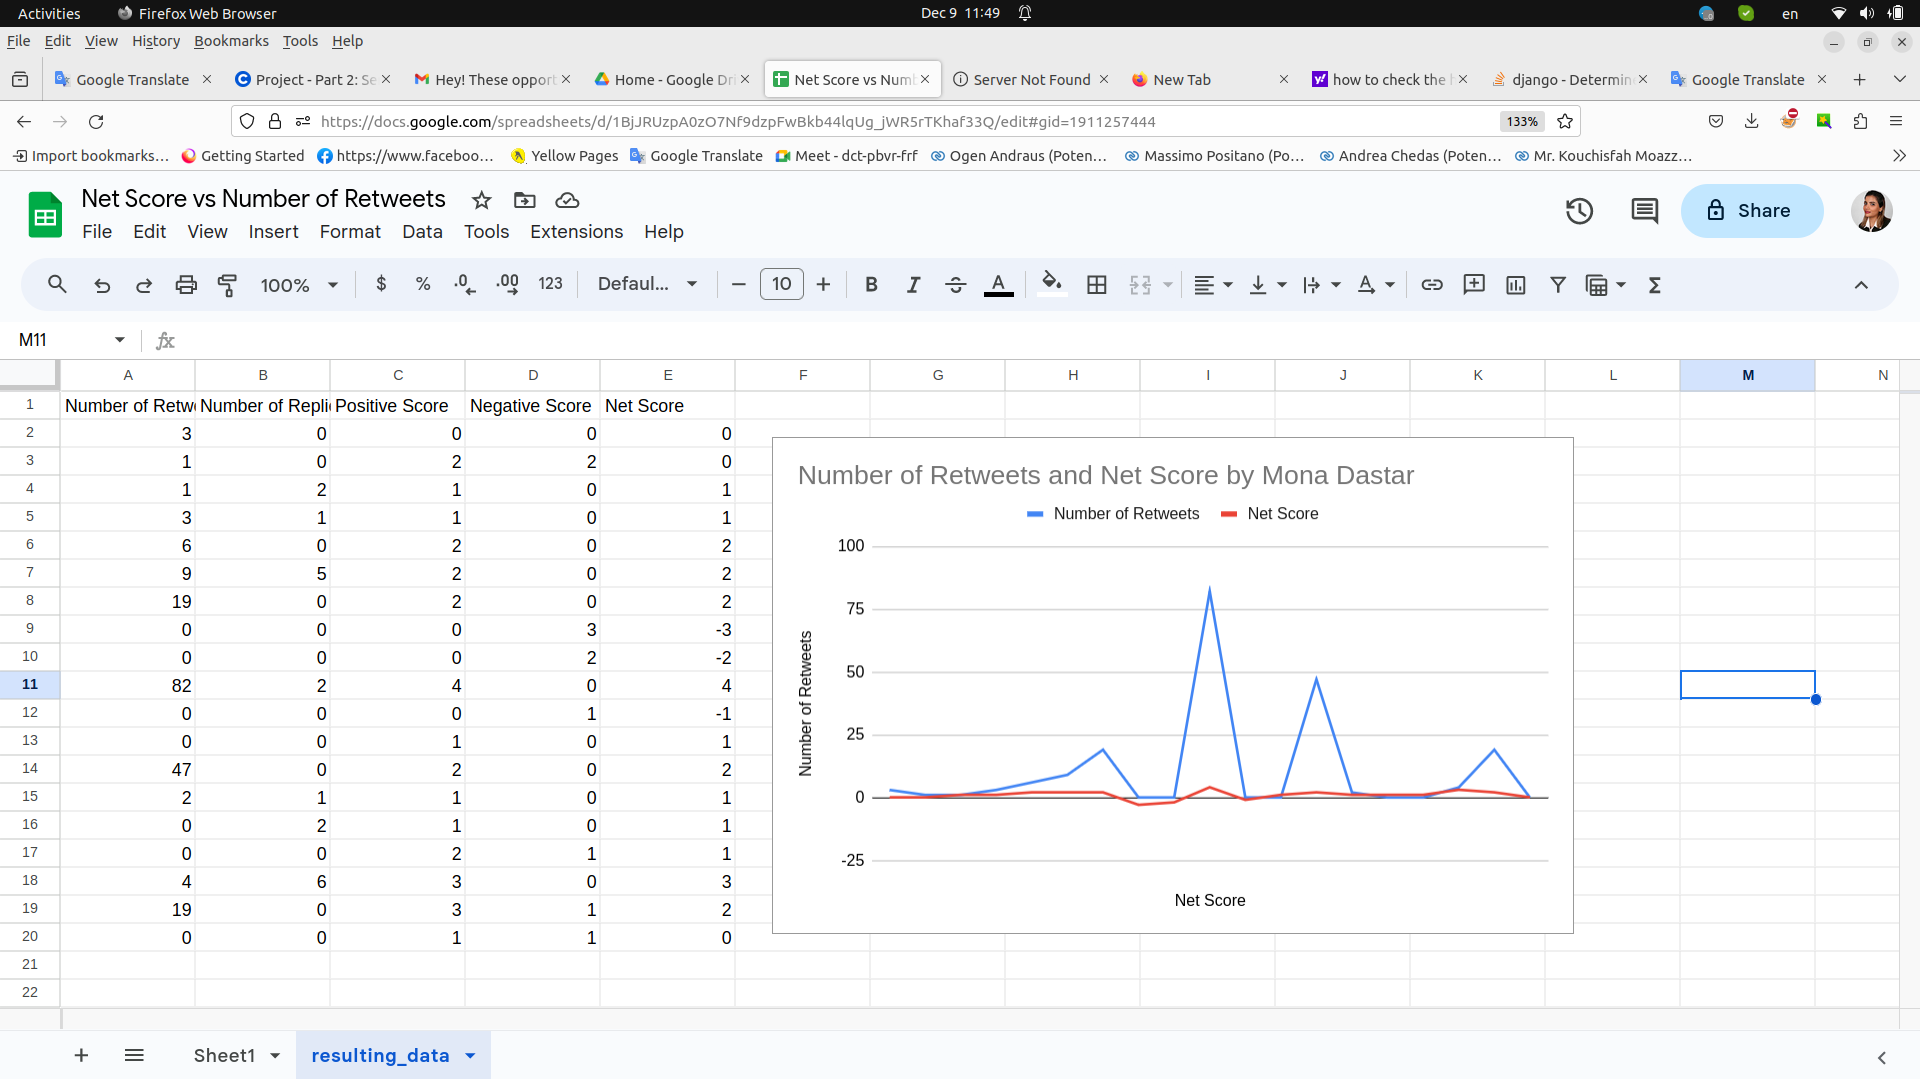 Activities Firefox Web Browser Dec 9 11:49 en
File Edit View History Bookmarks Tools Help
Google Translate Project - Part 2: Se Hey! These opport Home - Google Dri Net Score vs Numb Server Not Found New Tab how to check the h django - Determine Google Translate
https://docs.google.com/spreadsheets/d/1BjJRUzpA0zO7Nf9dzpFwBkb44lqUg_jWR5rTKhaf33Q/edit#gid=1911257444 133%
Import bookmarks... Getting Started https://www.faceboo... Yellow Pages Google Translate Meet - dct-pbvr-frf Ogen Andraus (Poten... Massimo Positano (Po... Andrea Chedas (Poten... Mr. Kouchisfah Moazz...
Net Score vs Number of Retweets
File Edit View Insert Format Data Tools Extensions Help
Share
100% $ % .0 .00 123 Defaul... 10 B I A
M11 fx
A B C D E F G H I J K L M N
1 Number of Retw Number of Repli Positive Score Negative Score Net Score
2 3 0 0 0 0
3 1 0 2 2 0
4 1 2 1 0 1
5 3 1 1 0 1
6 6 0 2 0 2
7 9 5 2 0 2
8 19 0 2 0 2
9 0 0 0 3 -3
10 0 0 0 2 -2
11 82 2 4 0 4
12 0 0 0 1 -1
13 0 0 1 0 1
14 47 0 2 0 2
15 2 1 1 0 1
16 0 2 1 0 1
17 0 0 2 1 1
18 4 6 3 0 3
19 19 0 3 1 2
20 0 0 1 1 0
21
22
Number of Retweets and Net Score by Mona Dastar
Number of Retweets Net Score
100
75
50
25
0
-25
Number of Retweets
Net Score
Sheet1 resulting_data